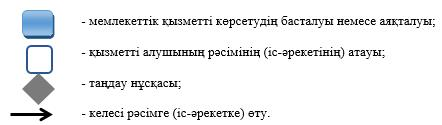 - мемлекеттік қызметті көрсетудің басталуы немесе аяқталуы;
- қызметті алушының рәсімінің (іс-әрекетінің) атауы;
- таңдау нұсқасы;
- келесі рәсімге (іс-әрекетке) өту.